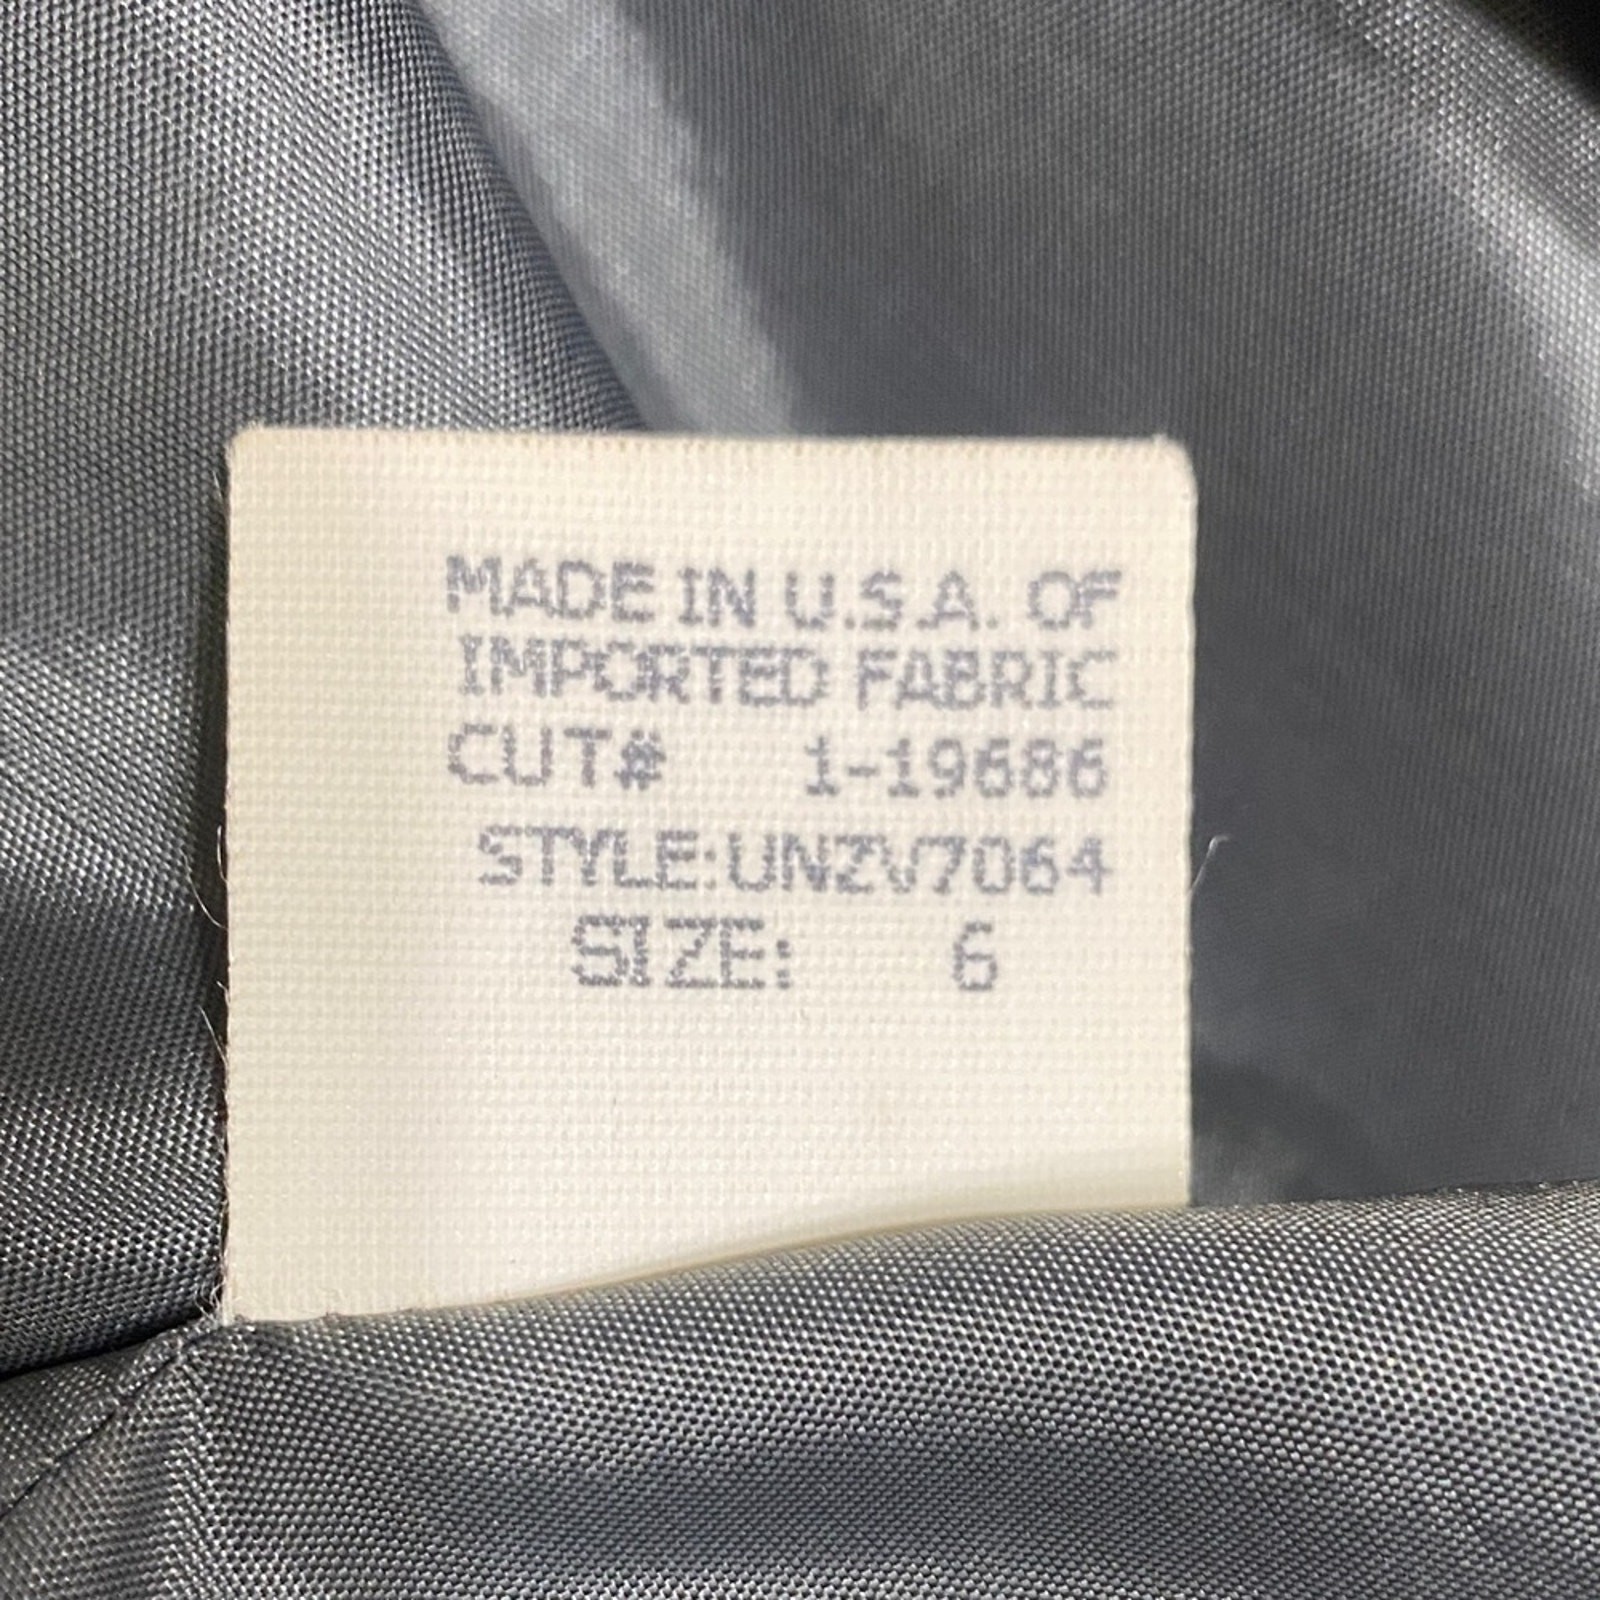 MADE IN U.S.A. OF
IMPORTED FABRIC
CUT# 1-19686
STYLE:UNZV7064
SIZE: 6